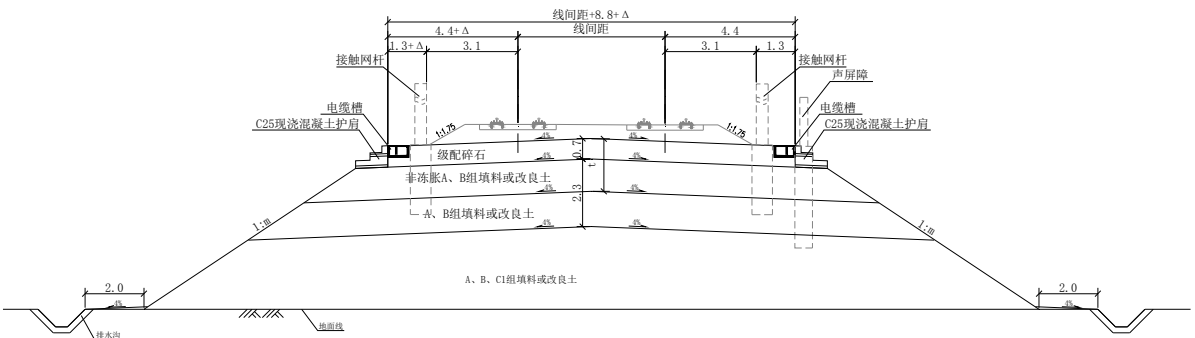 线间距+8.8+Δ
4.4+Δ
线间距
4.4
1.3+Δ
3.1
3.1
1.3
接触网杆
接触网杆
声屏障
电缆槽
电缆槽
C25现浇混凝土护肩
C25现浇混凝土护肩
1:1.75
1:1.75
4%
4%
级配碎石
0.7
4%
4%
t
非冻胀A、B组填料或改良土
4%
4%
2.3
A、B组填料或改良土
1:m
1:m
4%
4%
A、B、C1组填料或改良土
2.0
2.0
4%
4%
地面线
排水沟